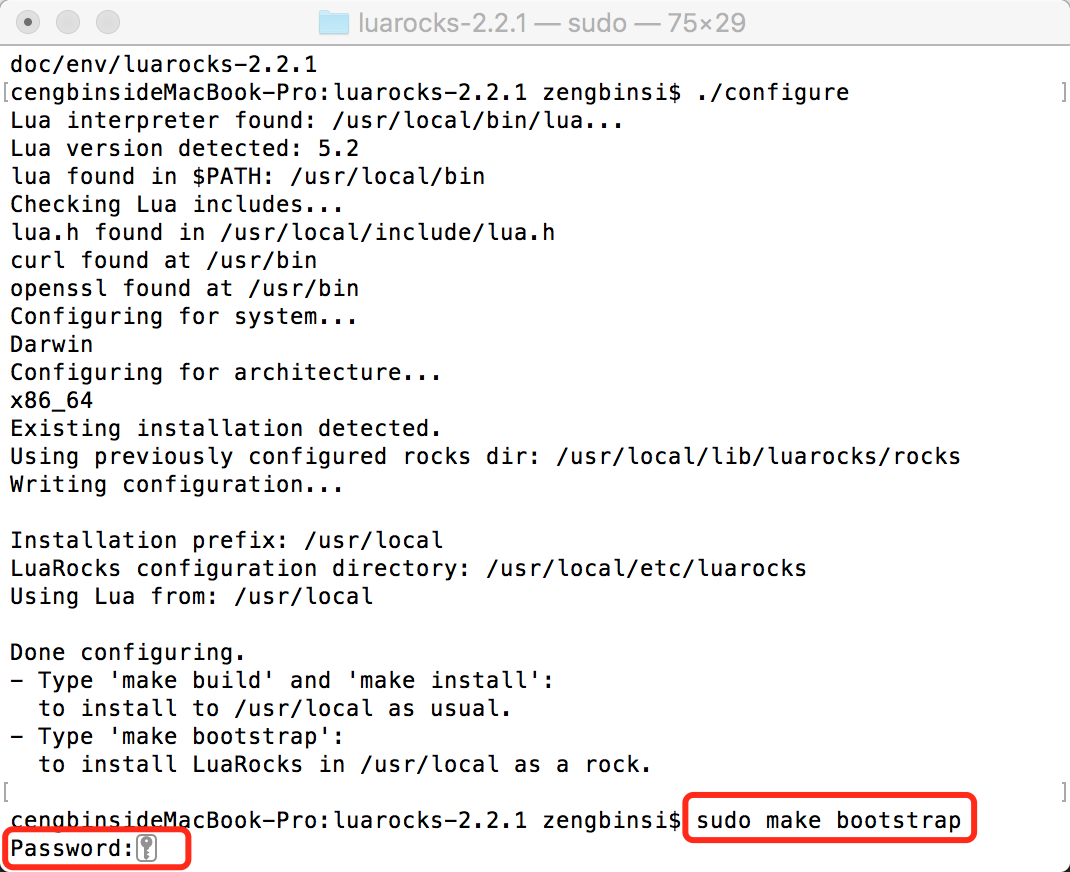 luarocks-2.2.1 — sudo — 75×29
doc/env/luarocks-2.2.1
[cengbinsideMacBook-Pro:luarocks-2.2.1 zengbinsi$ ./configure ]
Lua interpreter found: /usr/local/bin/lua...
Lua version detected: 5.2
lua found in $PATH: /usr/local/bin
Checking Lua includes...
lua.h found in /usr/local/include/lua.h
curl found at /usr/bin
openssl found at /usr/bin
Configuring for system...
Darwin
Configuring for architecture...
x86_64
Existing installation detected.
Using previously configured rocks dir: /usr/local/lib/luarocks/rocks
Writing configuration...
Installation prefix: /usr/local
LuaRocks configuration directory: /usr/local/etc/luarocks
Using Lua from: /usr/local
Done configuring.
- Type 'make build' and 'make install':
to install to /usr/local as usual.
- Type 'make bootstrap':
to install LuaRocks in /usr/local as a rock.
[ ]
cengbinsideMacBook-Pro:luarocks-2.2.1 zengbinsi$ sudo make bootstrap
Password: